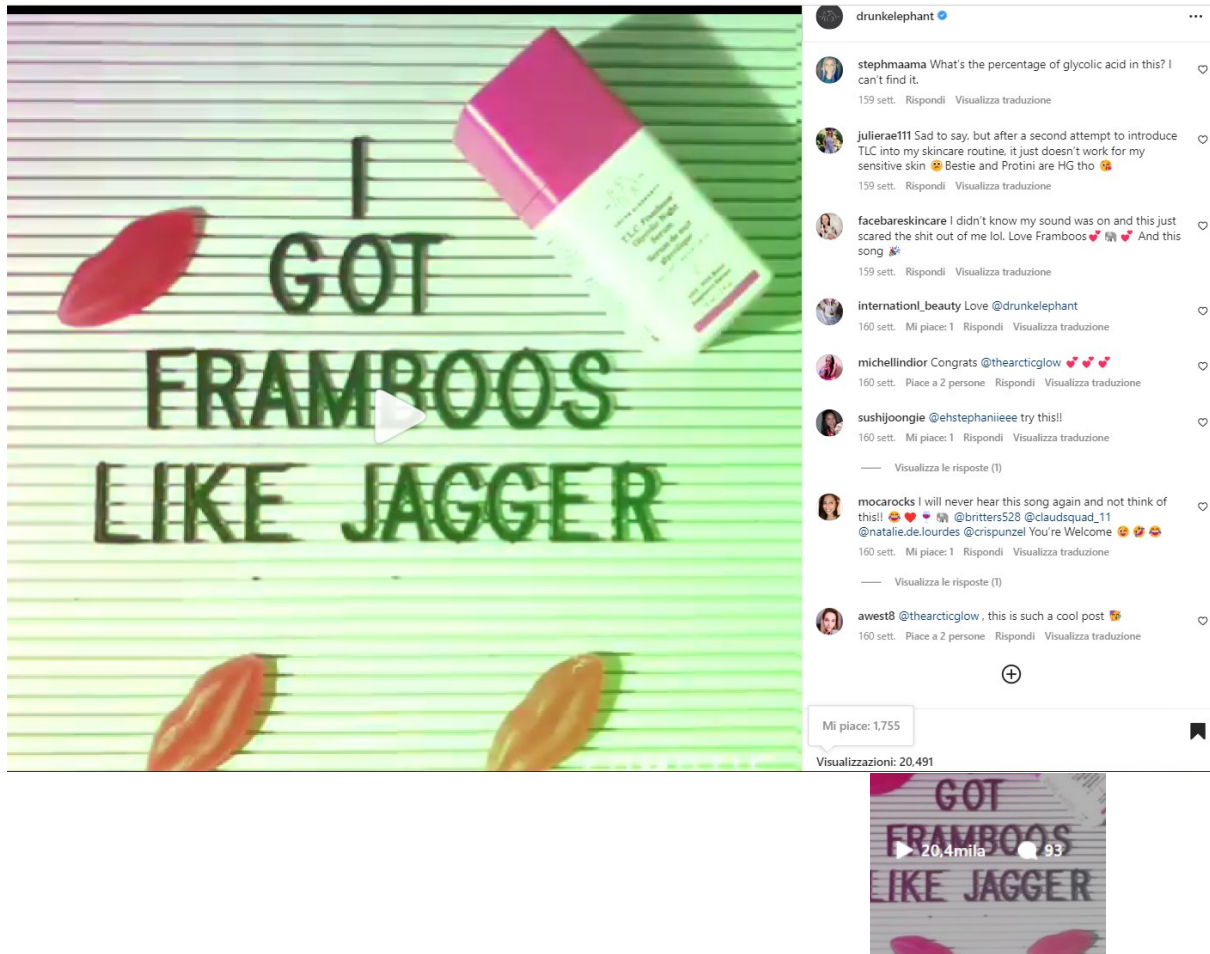 I
GOT
FRAMBOOS
LIKE JAGGER
TLC Framboos
Glycolic Night
Serum
Sérum de nuit
Glycolique
drunkelephant
stephmaama What's the percentage of glycolic acid in this? I
can't find it.
159 sett. Rispondi Visualizza traduzione
julierae111 Sad to say, but after a second attempt to introduce
TLC into my skincare routine, it just doesn't work for my
sensitive skin 😕 Bestie and Protini are HG tho 😘
159 sett. Rispondi Visualizza traduzione
facebareskincare I didn't know my sound was on and this just
scared the shit out of me lol. Love Framboos💕 🐘 💕 And this
song 🎉
159 sett. Rispondi Visualizza traduzione
internationl_beauty Love @drunkelephant
160 sett. Mi piace: 1 Rispondi Visualizza traduzione
michellindior Congrats @thearcticglow 💕 💕 💕
160 sett. Piace a 2 persone Rispondi Visualizza traduzione
sushijoongie @ehstephaniieee try this!!
160 sett. Mi piace: 1 Rispondi Visualizza traduzione
Visualizza le risposte (1)
mocarocks I will never hear this song again and not think of
this!! 😂 ❤️ 🍷 🐘 @britters528 @claudsquad_11
@natalie.de.lourdes @crispunzel You're Welcome 😉 🤣 😂
160 sett. Mi piace: 1 Rispondi Visualizza traduzione
Visualizza le risposte (1)
awest8 @thearcticglow , this is such a cool post 🥰
160 sett. Piace a 2 persone Rispondi Visualizza traduzione
Mi piace: 1,755
Visualizzazioni: 20,491
GOT
FRAMBOOS
20,4mila 93
LIKE JAGGER